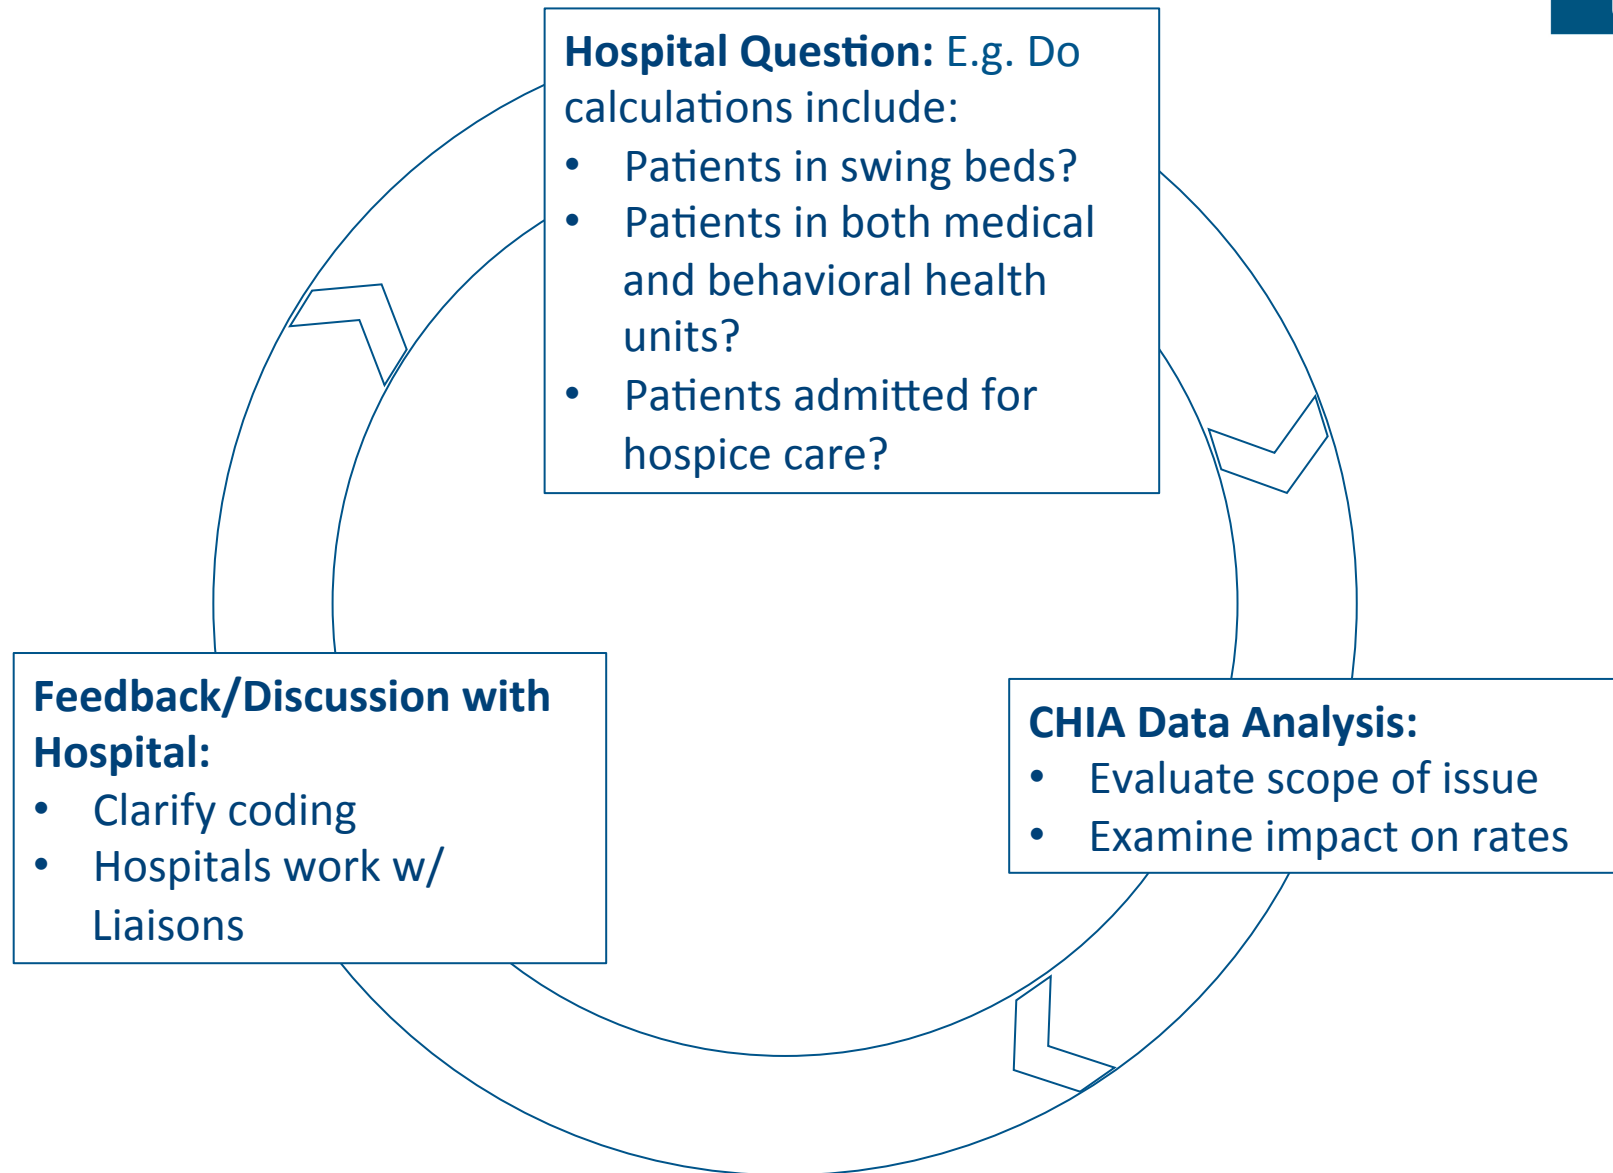 Hospital Question: E.g. Do
calculations include:
• Patients in swing beds?
• Patients in both medical
and behavioral health
units?
• Patients admitted for
hospice care?
Feedback/Discussion with
Hospital:
• Clarify coding
• Hospitals work w/
Liaisons
CHIA Data Analysis:
• Evaluate scope of issue
• Examine impact on rates